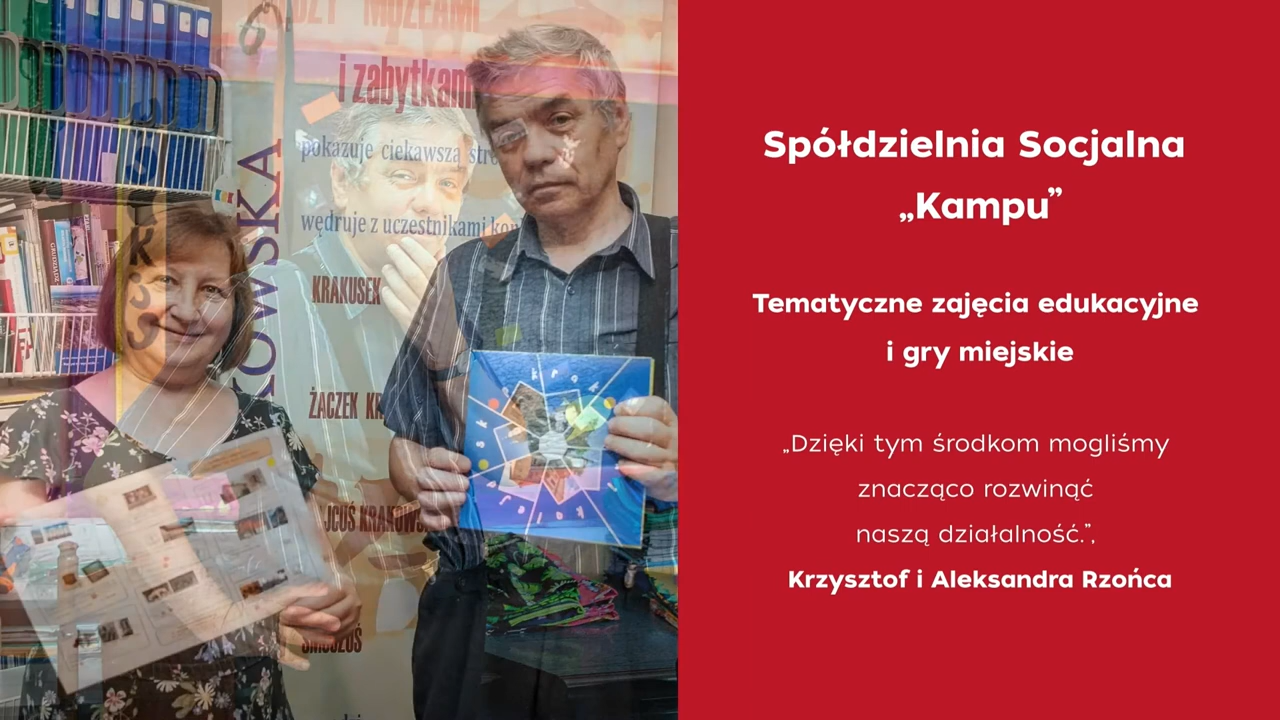 i zabytkami
pokazuje ciekawszą
wędruje z uczestnikami
KRAKUSEK
ŻACZEK
Spółdzielnia Socjalna
„Kampu”
Tematyczne zajęcia edukacyjne
i gry miejskie
„Dzięki tym środkom mogliśmy
znacząco rozwinąć
naszą działalność.”,
Krzysztof i Aleksandra Rzońca